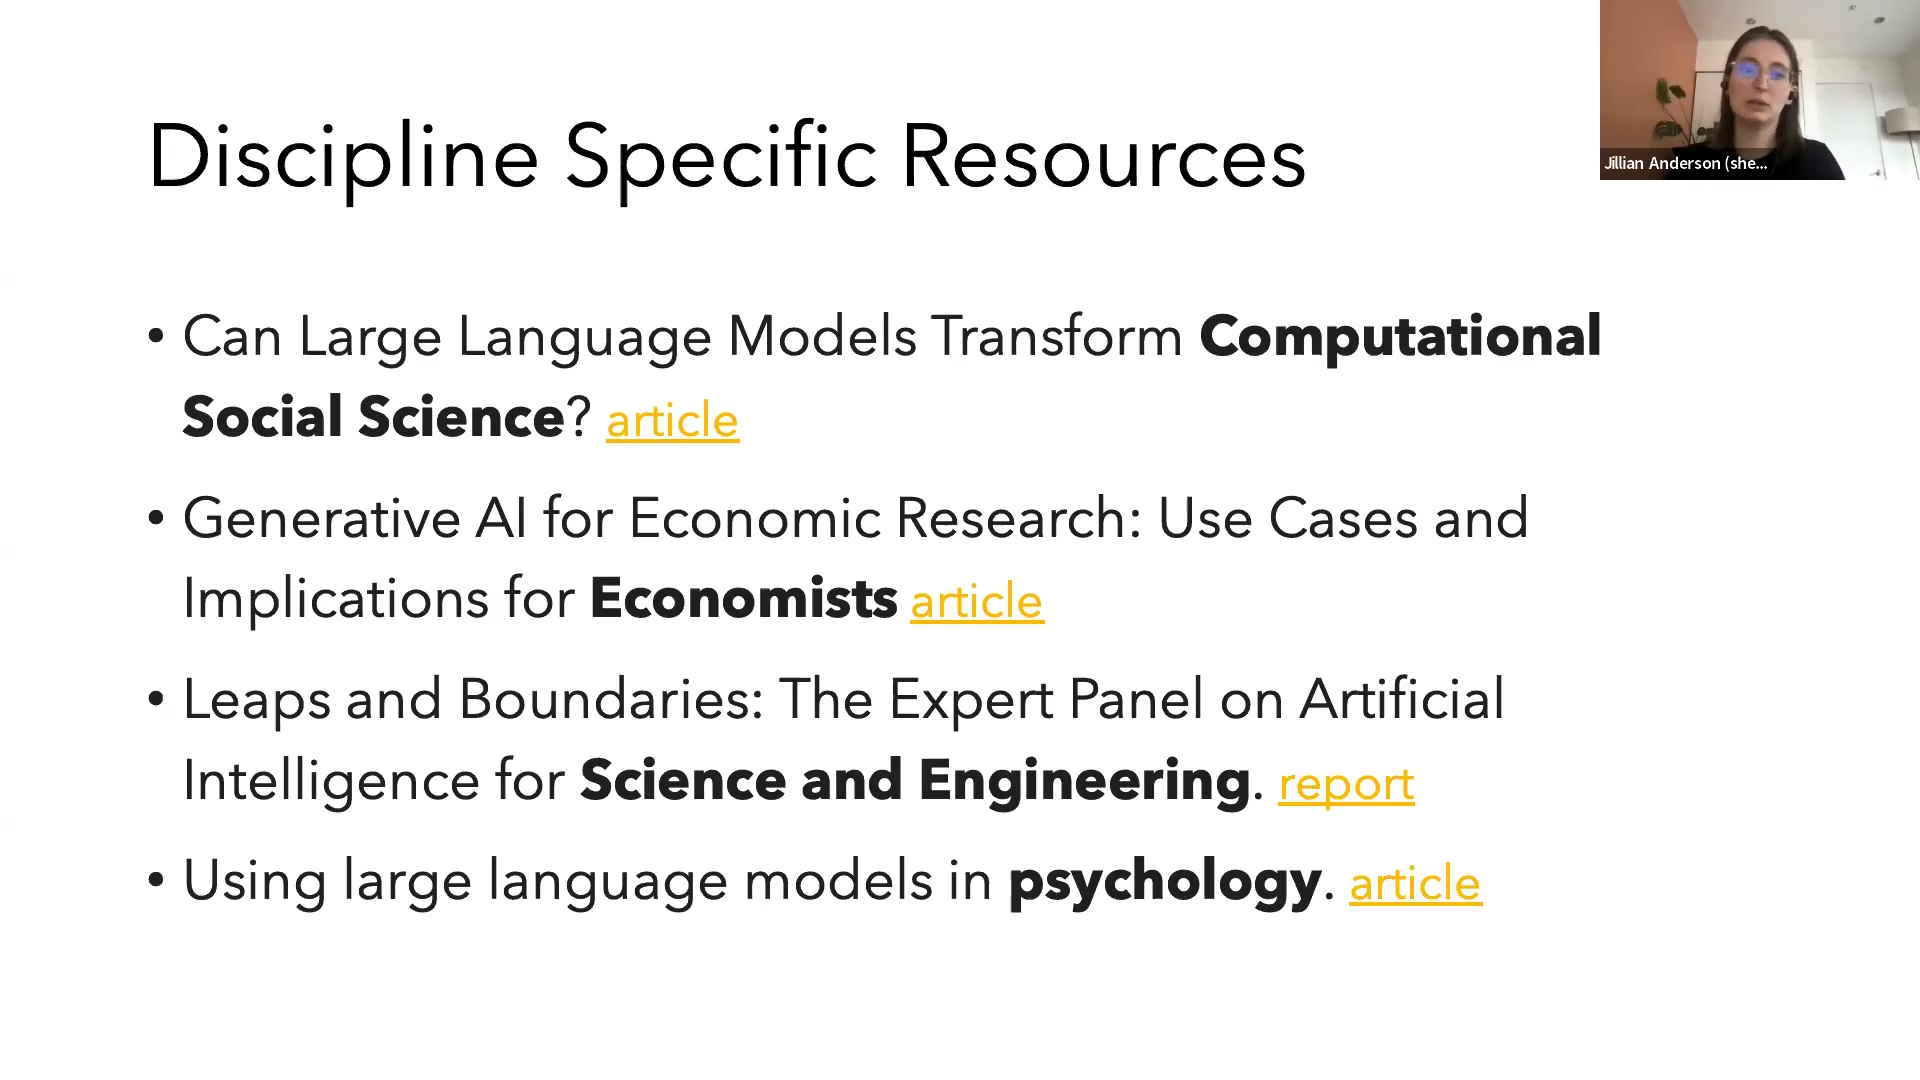 Discipline Specific Resources
Jillian Anderson (she...
• Can Large Language Models Transform Computational
Social Science? article
• Generative AI for Economic Research: Use Cases and
Implications for Economists article
• Leaps and Boundaries: The Expert Panel on Artificial
Intelligence for Science and Engineering. report
• Using large language models in psychology. article